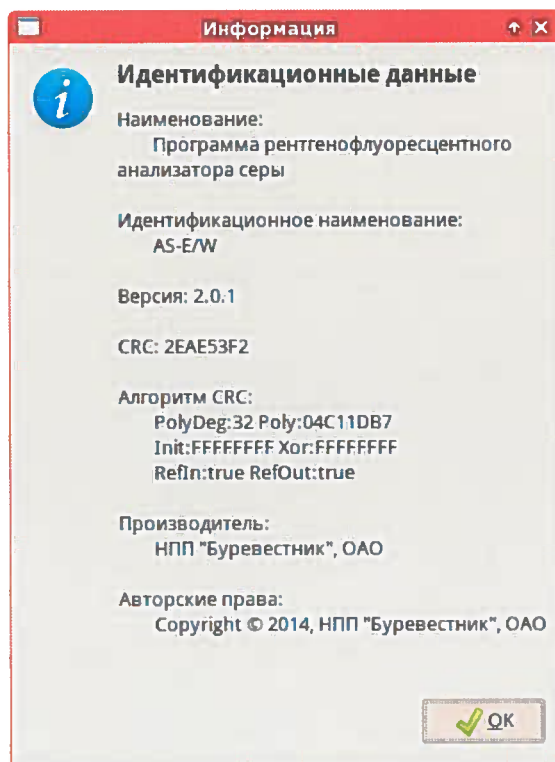 Информация
Идентификационные данные
Наименование:
Программа рентгенофлуоресцентного
анализатора серы
Идентификационное наименование:
AS-E/W
Версия: 2.0.1
CRC: 2EAE53F2
Алгоритм CRC:
PolyDeg:32 Poly:04C11DB7
Init:FFFFFFFF Xor:FFFFFFFF
RefIn:true RefOut:true
Производитель:
НПП "Буревестник", ОАО
Авторские права:
Copyright © 2014, НПП "Буревестник", ОАО
OK